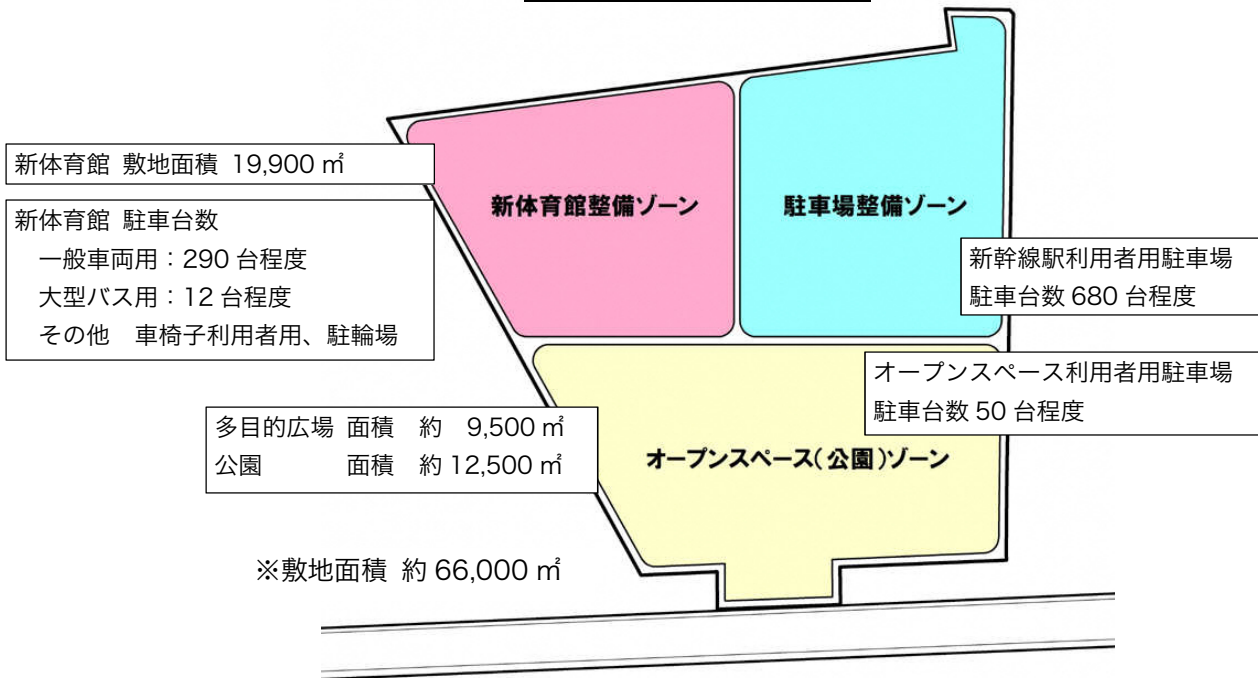 新体育館 敷地面積 19,900 ㎡
新体育館 駐車台数
一般車両用：290 台程度
大型バス用：12 台程度
その他　車椅子利用者用、駐輪場
新体育館整備ゾーン
駐車場整備ゾーン
新幹線駅利用者用駐車場
駐車台数 680 台程度
オープンスペース利用者用駐車場
駐車台数 50 台程度
多目的広場 面積　約　9,500 ㎡
公園　　　 面積　約 12,500 ㎡
オープンスペース（公園）ゾーン
※敷地面積 約 66,000 ㎡